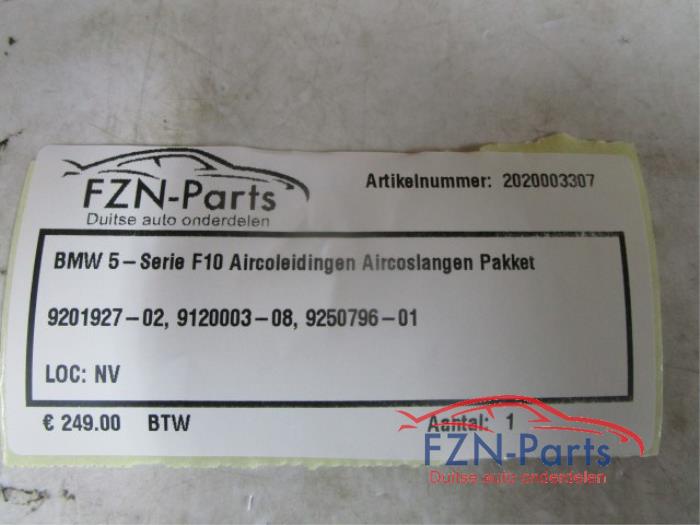 FZN-Parts
Duitse auto onderdelen
Artikelnummer: 2020003307
BMW 5-Serie F10 Aircoleidingen Aircoslangen Pakket
9201927-02, 9120003-08, 9250796-01
LOC: NV
€ 249.00 BTW
Aantal: 1
FZN-Parts
Duitse auto onderdelen